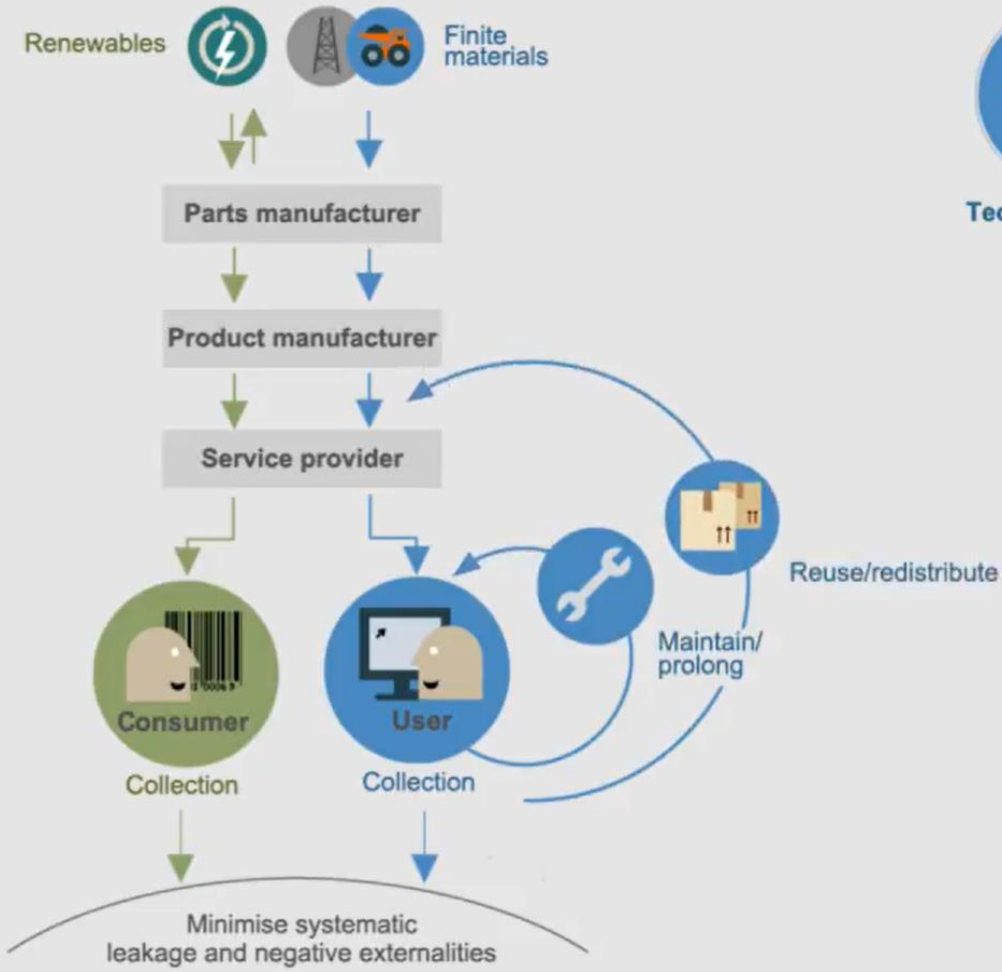 Renewables
Finite
materials
Tec
Parts manufacturer
Product manufacturer
Service provider
Reuse/redistribute
Maintain/
prolong
Consumer
User
Collection
Collection
Minimise systematic
leakage and negative externalities